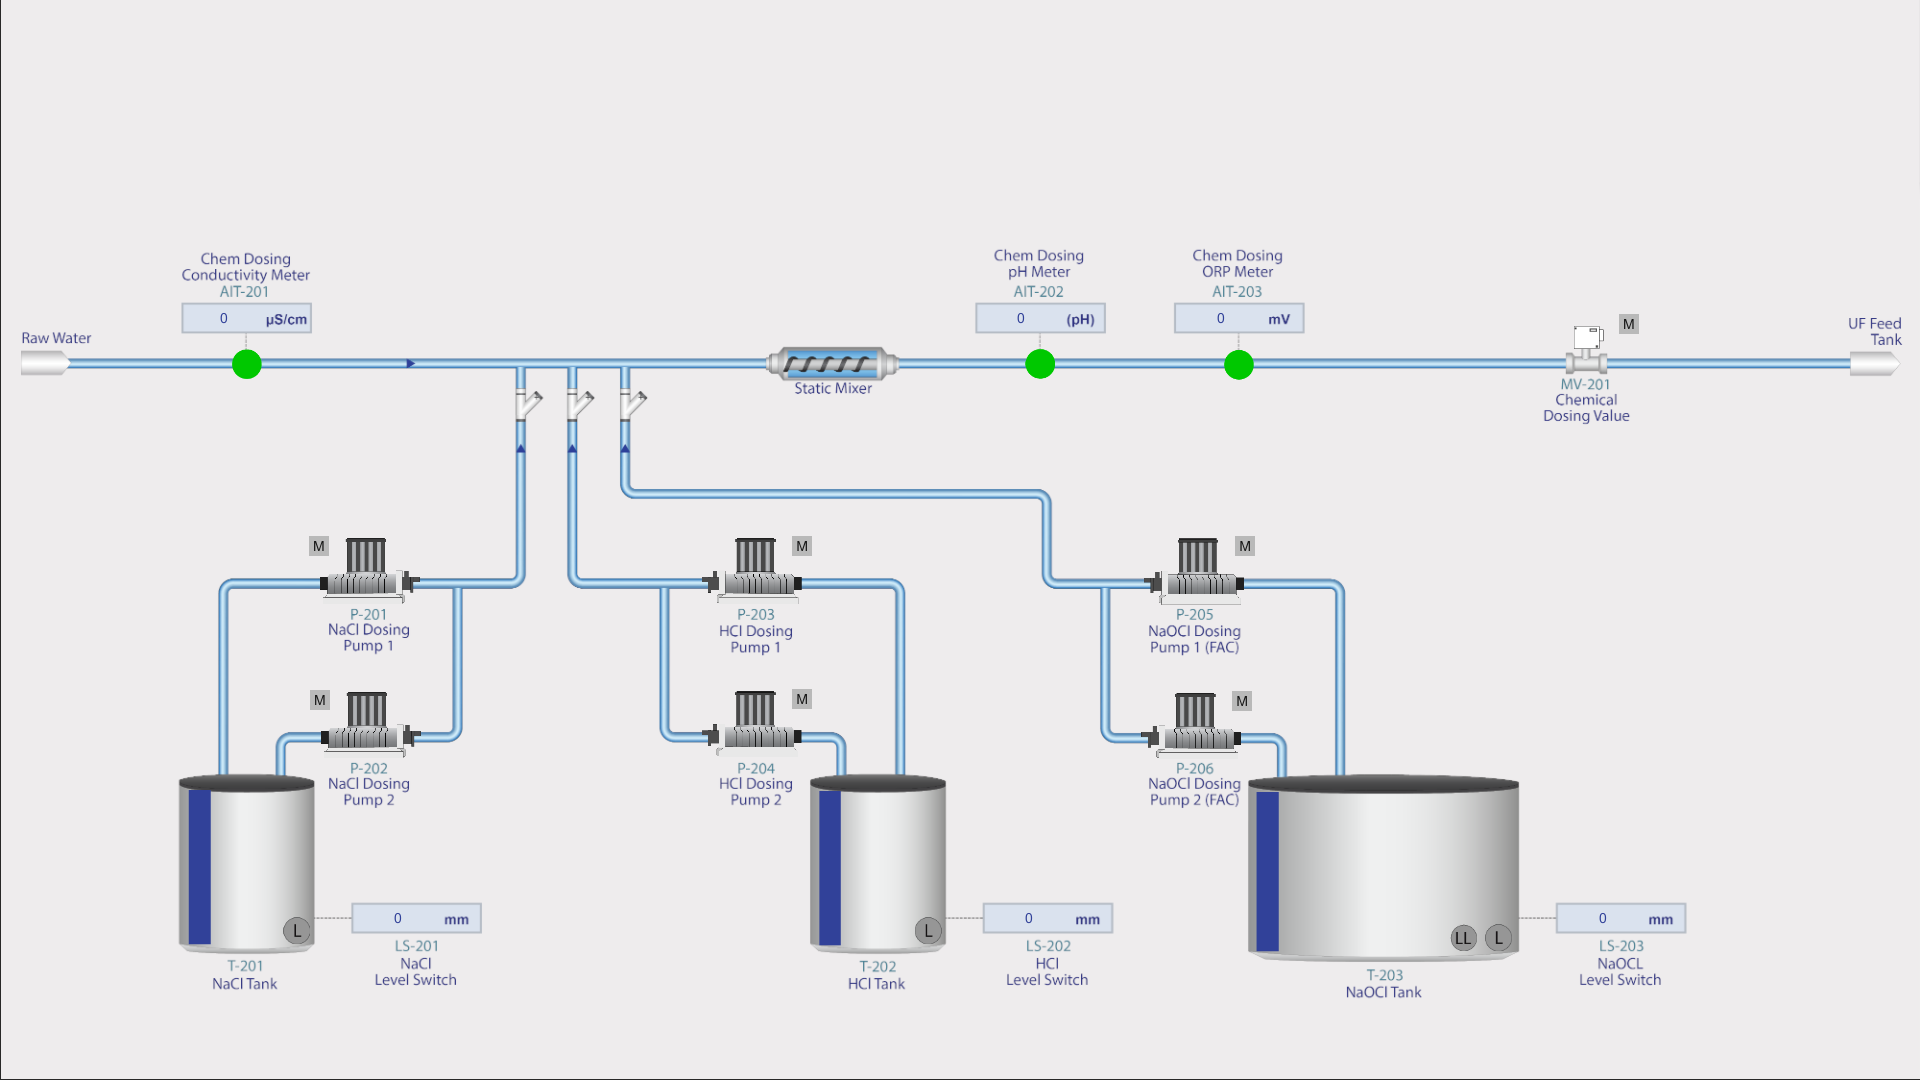 Chem Dosing
Conductivity Meter
AIT-201
0 µS/cm
Chem Dosing
pH Meter
AIT-202
0 (pH)
Chem Dosing
ORP Meter
AIT-203
0 mV
Raw Water
M
UF Feed
Tank
Static Mixer
MV-201
Chemical
Dosing Value
M
P-201
NaCl Dosing
Pump 1
M
P-203
HCl Dosing
Pump 1
M
P-205
NaOCl Dosing
Pump 1 (FAC)
M
P-202
NaCl Dosing
Pump 2
M
P-204
HCl Dosing
Pump 2
M
P-206
NaOCl Dosing
Pump 2 (FAC)
L
0 mm
LS-201
NaCl
Level Switch
T-201
NaCl Tank
L
0 mm
LS-202
HCl
Level Switch
T-202
HCl Tank
LL L
0 mm
LS-203
NaOCL
Level Switch
T-203
NaOCl Tank